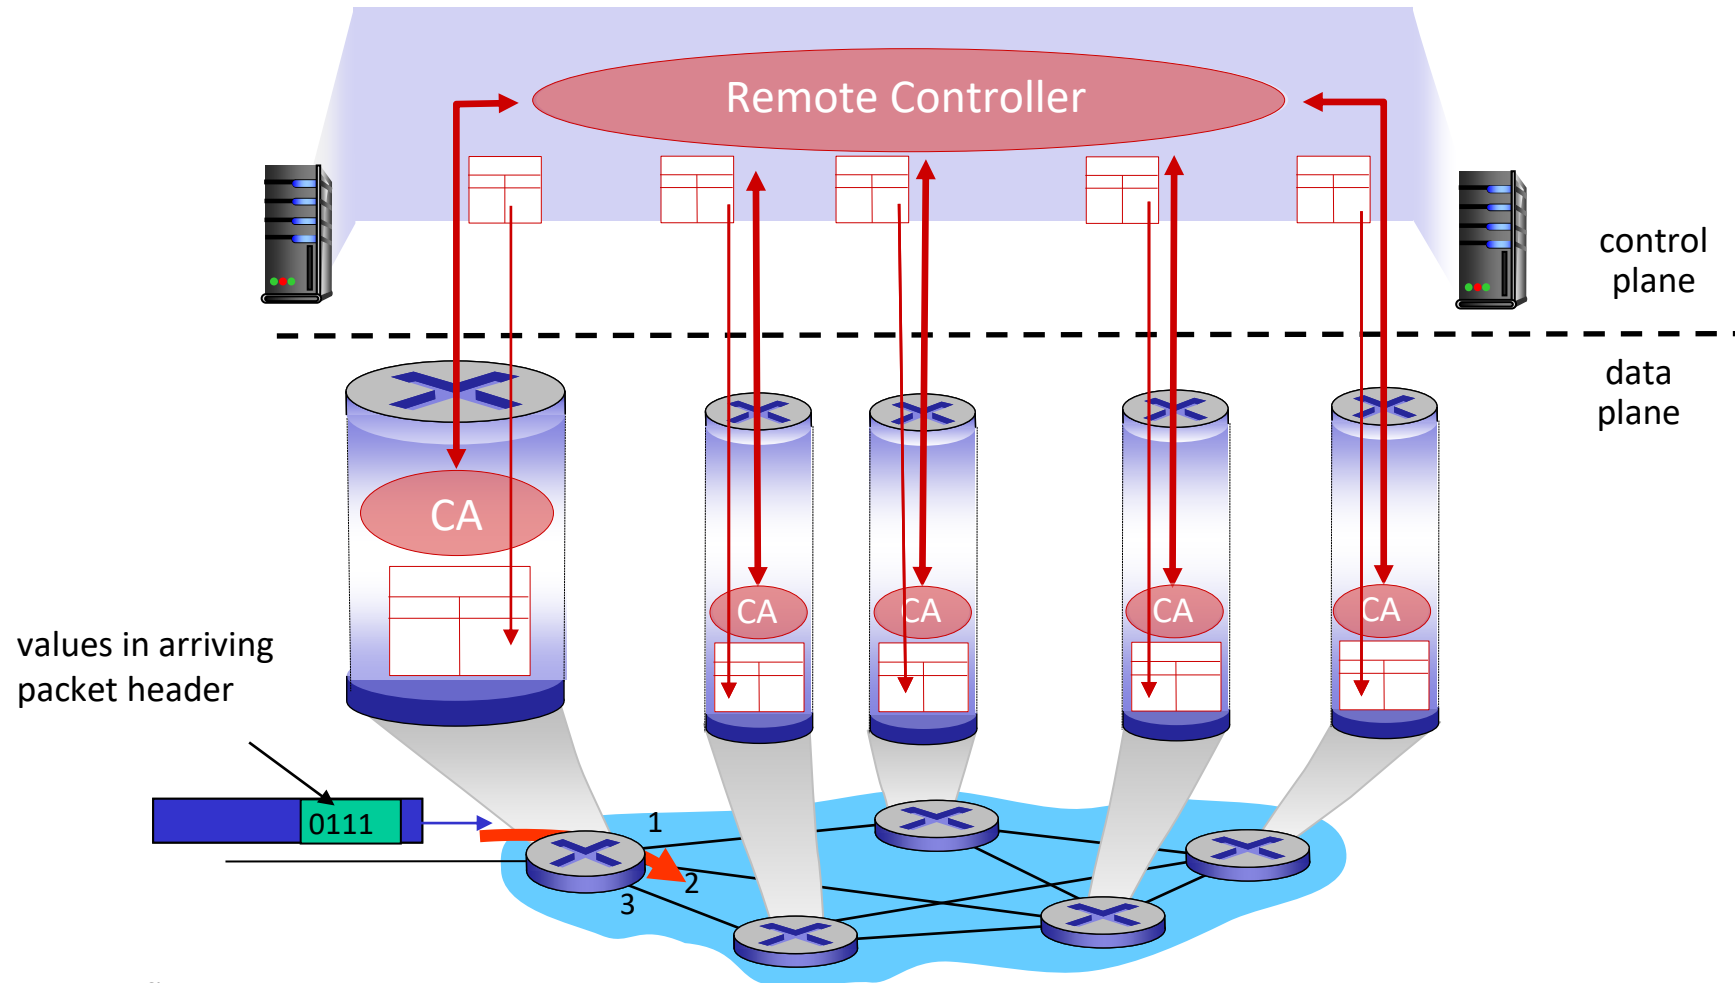 Remote Controller
control
plane
data
plane
CA
CA
CA
CA
CA
values in arriving
packet header
0111
1
2
3